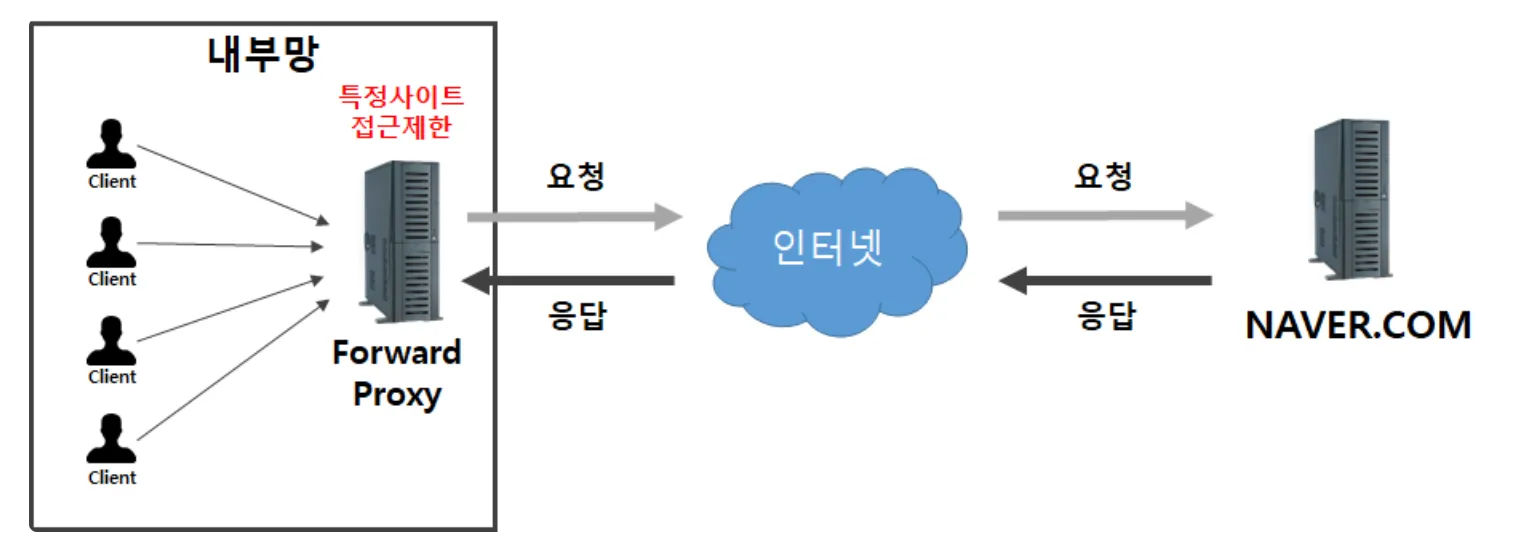 내부망
특정사이트
접근제한
Client
Client
Client
Client
Forward
Proxy
요청
응답
인터넷
요청
응답
NAVER.COM